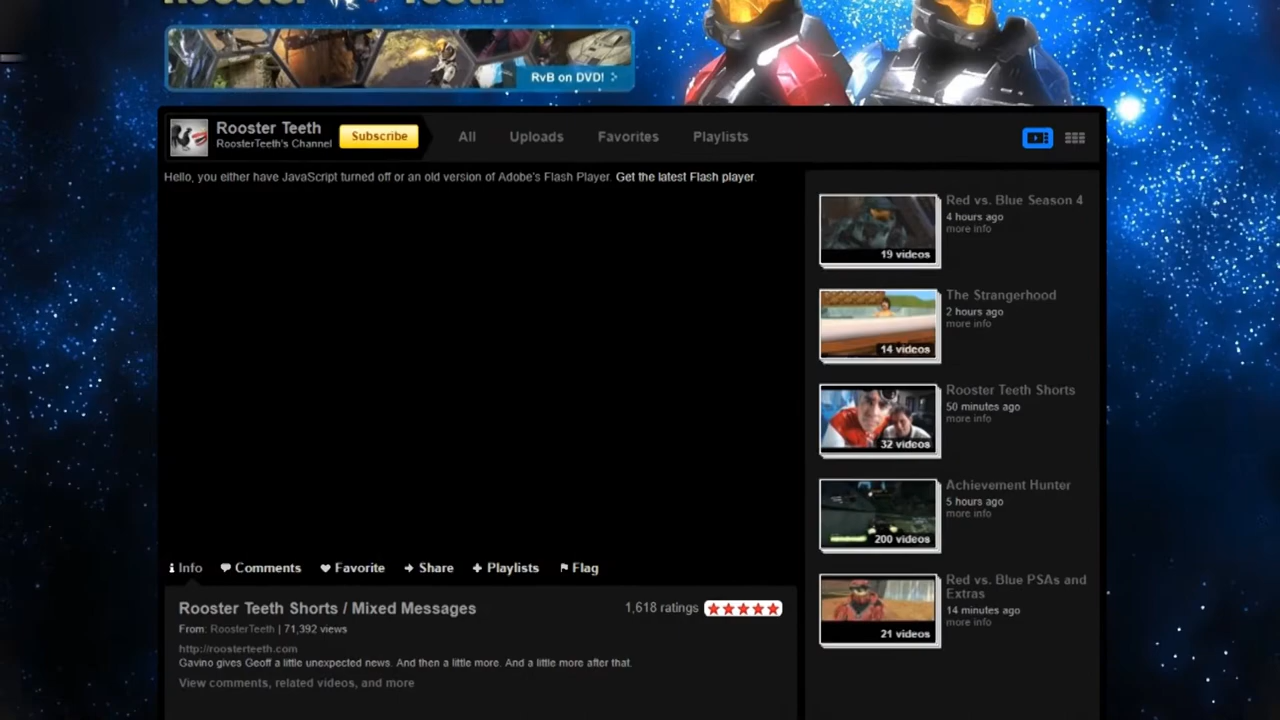 Rooster Teeth
RvB on DVD!
Rooster Teeth
RoosterTeeth's Channel
Subscribe
All
Uploads
Favorites
Playlists
Hello, you either have JavaScript turned off or an old version of Adobe's Flash Player. Get the latest Flash player.
Red vs. Blue Season 4
4 hours ago
more info
19 videos
The Strangerhood
2 hours ago
more info
14 videos
Rooster Teeth Shorts
50 minutes ago
more info
32 videos
Achievement Hunter
5 hours ago
more info
200 videos
Red vs. Blue PSAs and
Extras
14 minutes ago
more info
21 videos
Info
Comments
Favorite
Share
Playlists
Flag
Rooster Teeth Shorts / Mixed Messages
1,618 ratings
From: RoosterTeeth | 71,392 views
http://roosterteeth.com
Gavino gives Geoff a little unexpected news. And then a little more. And a little more after that.
View comments, related videos, and more